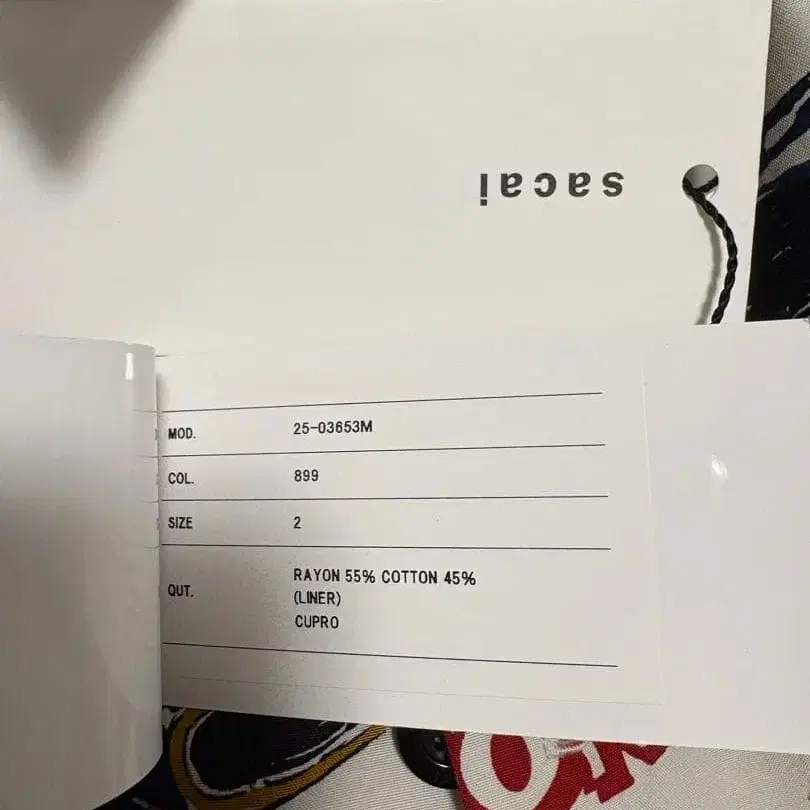 sacai
MOD. 25-03653M
COL. 899
SIZE 2
QUT. RAYON 55% COTTON 45%
(LINER)
CUPRO